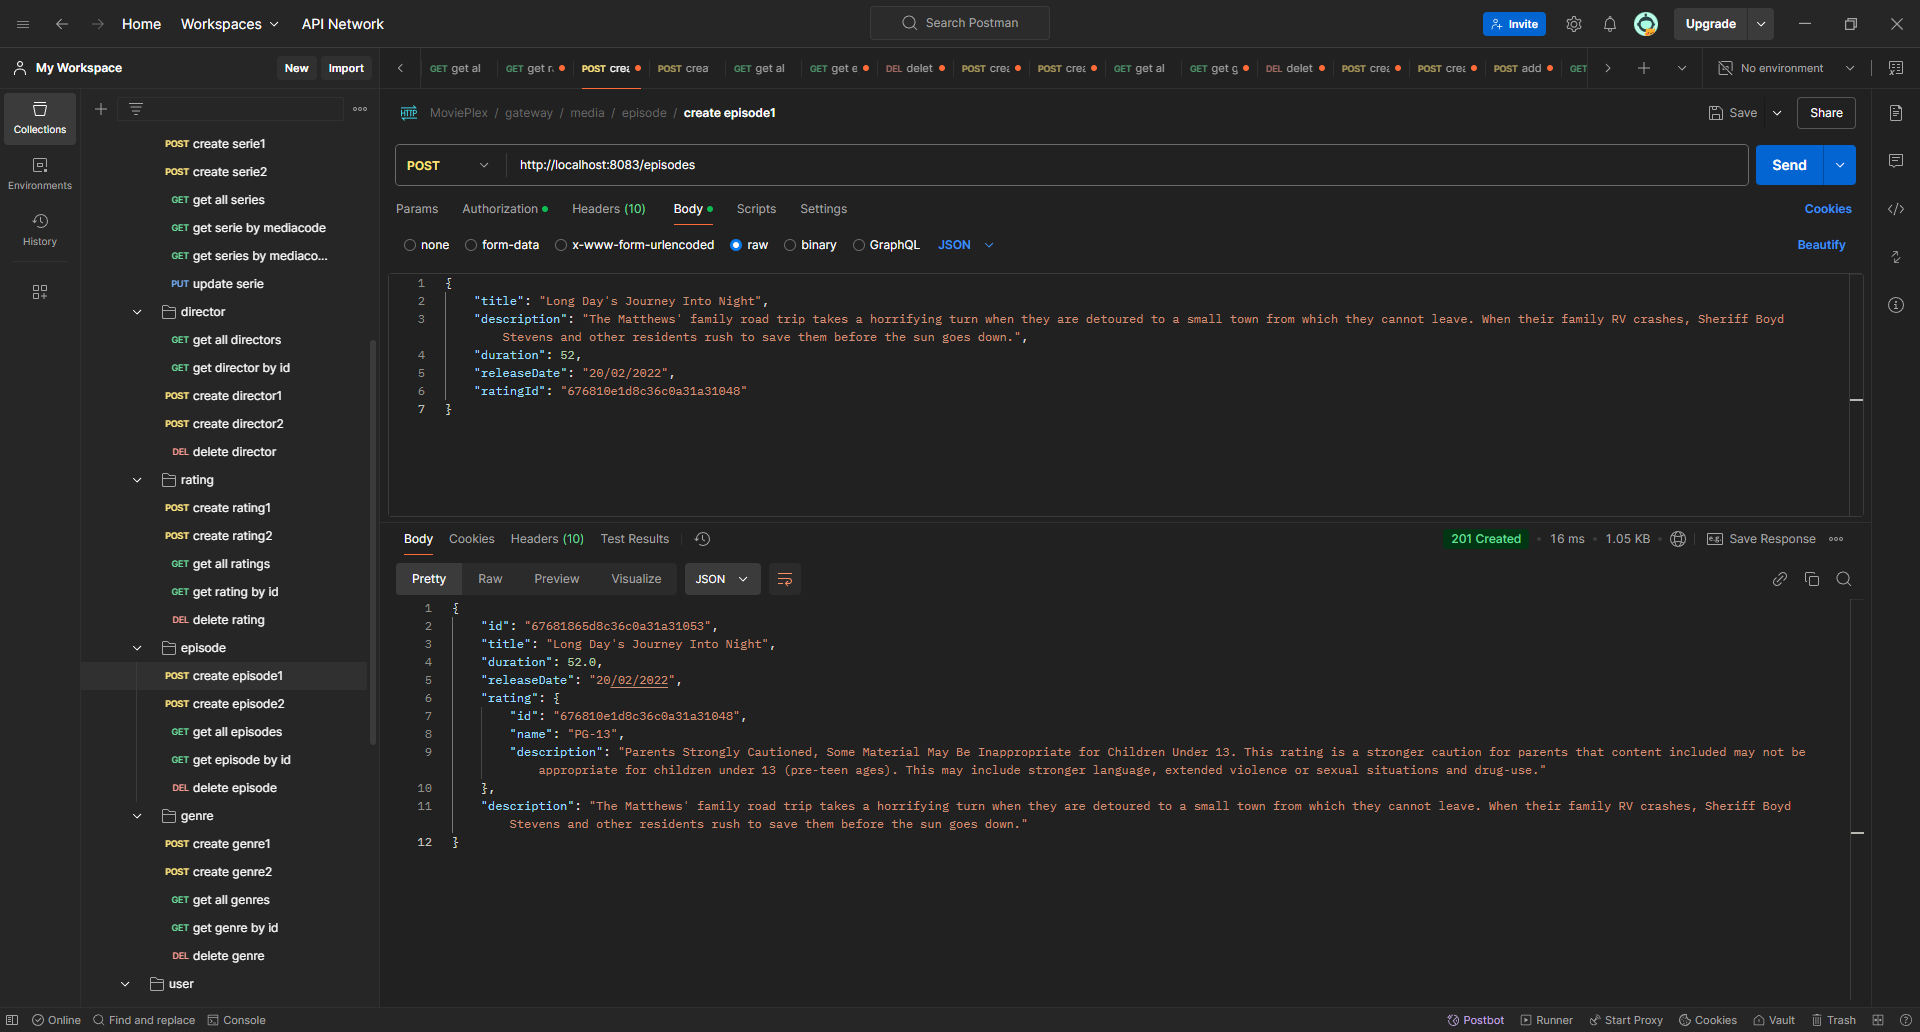 Home
Workspaces
API Network
Search Postman
Invite
Upgrade
My Workspace
New
Import
GET get al
GET get r
POST crea
POST crea
GET get al
GET get e
DEL delet
POST crea
POST crea
GET get al
GET get g
DEL delet
POST crea
POST crea
POST add
GET
No environment
Collections
Environments
History
POST create serie1
POST create serie2
GET get all series
GET get serie by mediacode
GET get series by mediaco...
PUT update serie
director
GET get all directors
GET get director by id
POST create director1
POST create director2
DEL delete director
rating
POST create rating1
POST create rating2
GET get all ratings
GET get rating by id
DEL delete rating
episode
POST create episode1
POST create episode2
GET get all episodes
GET get episode by id
DEL delete episode
genre
POST create genre1
POST create genre2
GET get all genres
GET get genre by id
DEL delete genre
user
HTTP MoviePlex / gateway / media / episode / create episode1
Save
Share
POST http://localhost:8083/episodes
Send
Params Authorization Headers (10) Body Scripts Settings
Cookies
none form-data x-www-form-urlencoded raw binary GraphQL JSON
Beautify
1 {
2 "title": "Long Day's Journey Into Night",
3 "description": "The Matthews' family road trip takes a horrifying turn when they are detoured to a small town from which they cannot leave. When their family RV crashes, Sheriff Boyd
Stevens and other residents rush to save them before the sun goes down.",
4 "duration": 52,
5 "releaseDate": "20/02/2022",
6 "ratingId": "676810e1d8c36c0a31a31048"
7 }
Body Cookies Headers (10) Test Results
201 Created • 16 ms • 1.05 KB
e.g. Save Response
Pretty Raw Preview Visualize JSON
1 {
2 "id": "67681865d8c36c0a31a31053",
3 "title": "Long Day's Journey Into Night",
4 "duration": 52.0,
5 "releaseDate": "20/02/2022",
6 "rating": {
7 "id": "676810e1d8c36c0a31a31048",
8 "name": "PG-13",
9 "description": "Parents Strongly Cautioned, Some Material May Be Inappropriate for Children Under 13. This rating is a stronger caution for parents that content included may not be
appropriate for children under 13 (pre-teen ages). This may include stronger language, extended violence or sexual situations and drug-use."
10 },
11 "description": "The Matthews' family road trip takes a horrifying turn when they are detoured to a small town from which they cannot leave. When their family RV crashes, Sheriff Boyd
Stevens and other residents rush to save them before the sun goes down."
12 }
Online
Find and replace
Console
Postbot
Runner
Start Proxy
Cookies
Vault
Trash